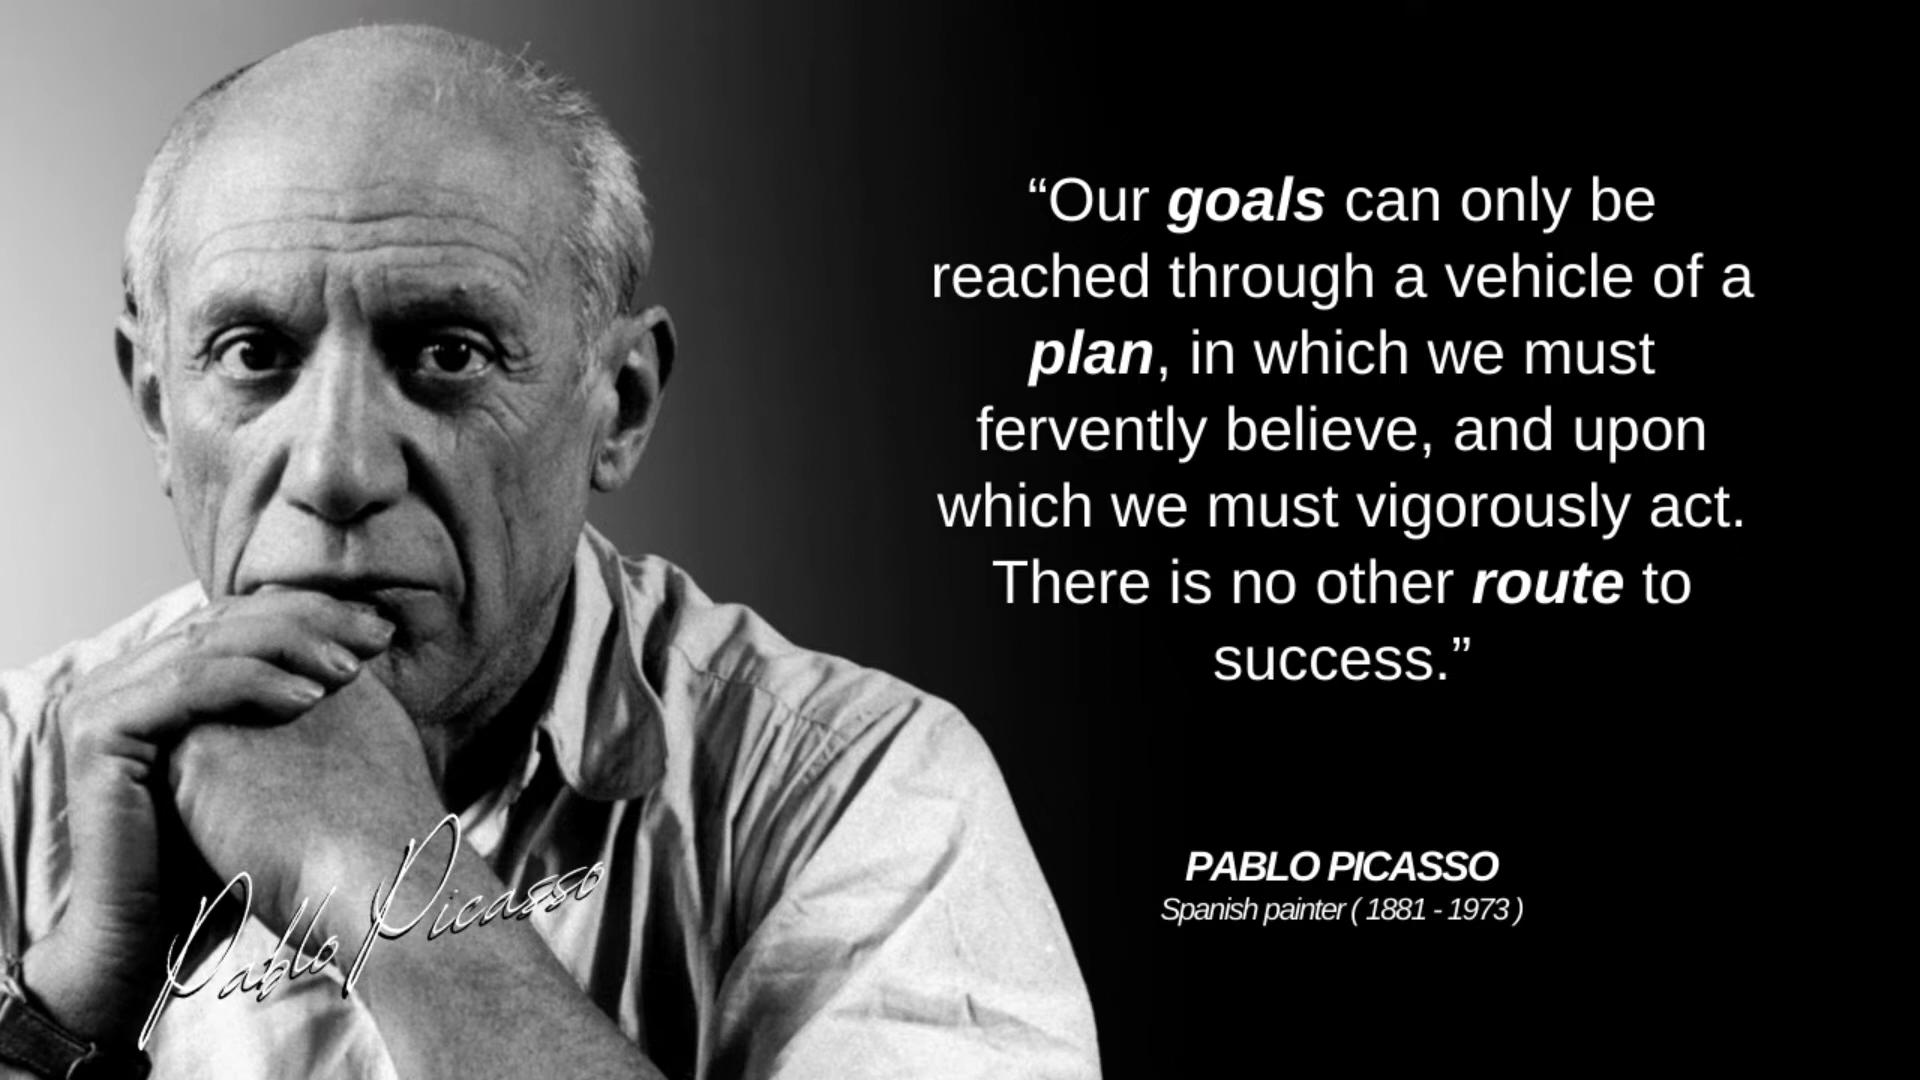 “Our goals can only be
reached through a vehicle of a
plan, in which we must
fervently believe, and upon
which we must vigorously act.
There is no other route to
success.”
PABLO PICASSO
Spanish painter ( 1881 - 1973 )
Pablo Picasso